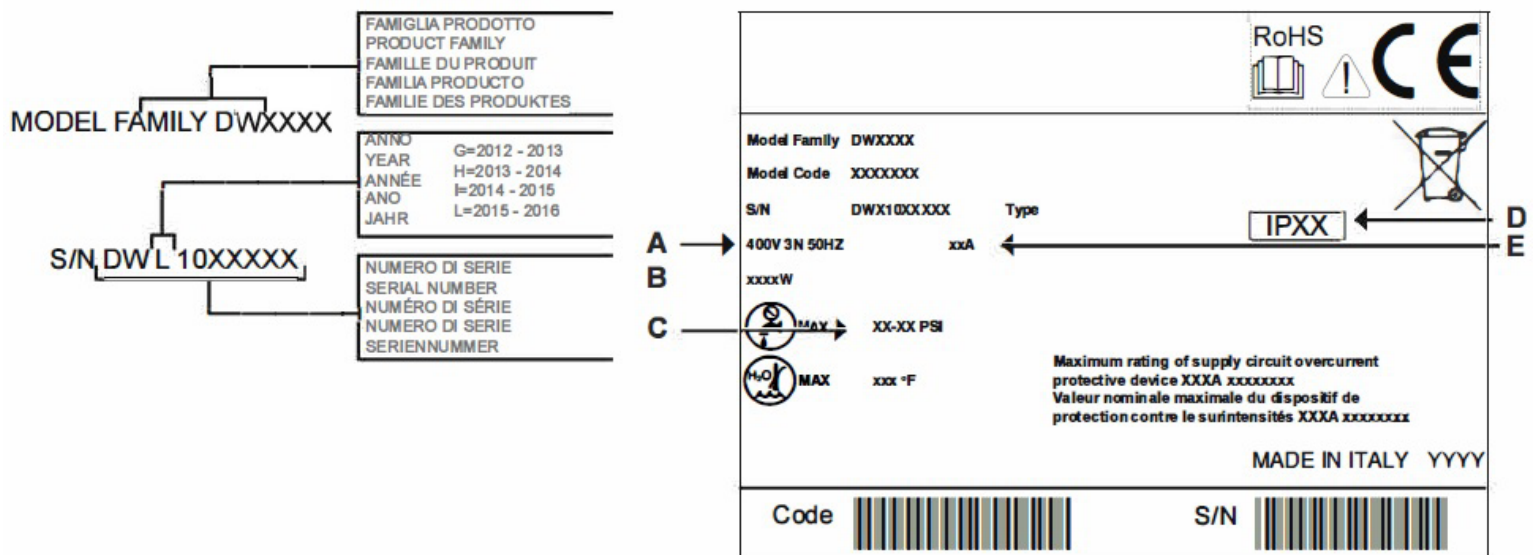 FAMIGLIA PRODOTTO
PRODUCT FAMILY
FAMILLE DU PRODUIT
FAMILIA PRODUCTO
FAMILIE DES PRODUKTES
MODEL FAMILY DWXXXX
ANNO
YEAR
ANNÉE
ANO
JAHR
G=2012 - 2013
H=2013 - 2014
I=2014 - 2015
L=2015 - 2016
S/N DW L 10XXXXX
NUMERO DI SERIE
SERIAL NUMBER
NUMÉRO DI SÉRIE
NUMERO DI SERIE
SERIENNUMMER
RoHS
CE
Model Family DWXXXX
Model Code XXXXXXX
S/N DWX10XXXXX Type
IPXX
D
A 400V 3N 50HZ xxA E
B xxxxW
C MAX XX-XX PSI
H₂O MAX xxx °F
Maximum rating of supply circuit overcurrent
protective device XXXA xxxxxxxx
Valeur nominale maximale du dispositif de
protection contre le surintensités XXXA xxxxxxxx
MADE IN ITALY YYYY
Code
S/N